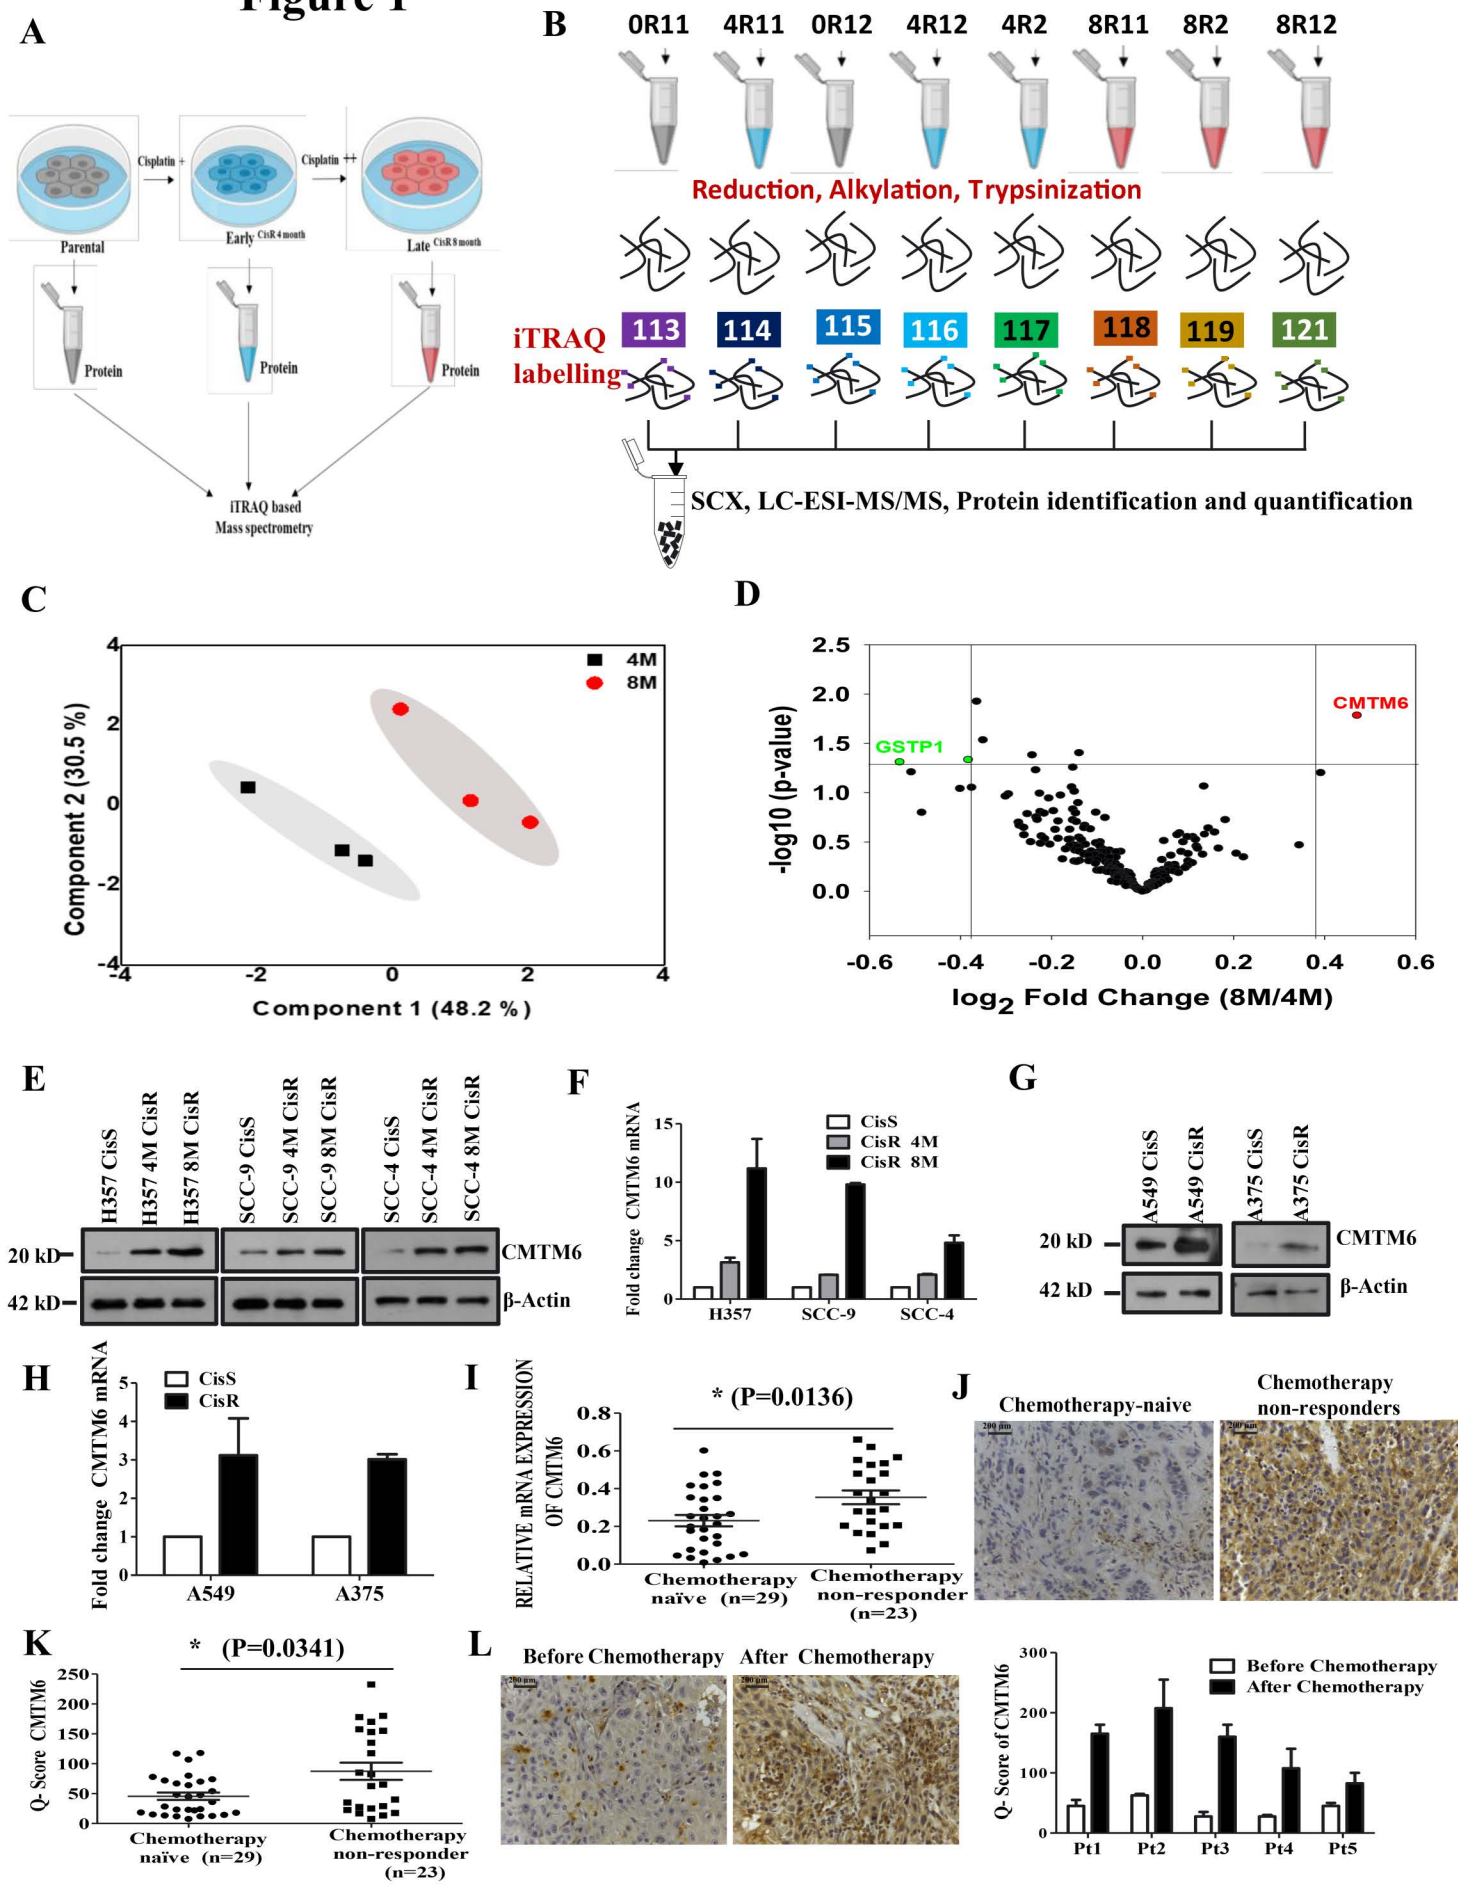 Figure 1
A
Cisplatin +
Cisplatin ++
Parental
Early CisR 4 month
Late CisR 8 month
Protein
Protein
Protein
iTRAQ based
Mass spectrometry
B
0R11 4R11 0R12 4R12 4R2 8R11 8R2 8R12
Reduction, Alkylation, Trypsinization
iTRAQ
labelling
113 114 115 116 117 118 119 121
SCX, LC-ESI-MS/MS, Protein identification and quantification
C
Component 2 (30.5 %)
4
2
0
-2
-4
4M
8M
-4 -2 0 2 4
Component 1 (48.2 %)
D
-log10 (p-value)
2.5
2.0
1.5
1.0
0.5
0.0
GSTP1
CMTM6
-0.6 -0.4 -0.2 0.0 0.2 0.4 0.6
log2 Fold Change (8M/4M)
E
H357 CisS
H357 4M CisR
H357 8M CisR
SCC-9 CisS
SCC-9 4M CisR
SCC-9 8M CisR
SCC-4 CisS
SCC-4 4M CisR
SCC-4 8M CisR
20 kD
CMTM6
42 kD
β-Actin
F
Fold change CMTM6 mRNA
15
10
5
0
CisS
CisR 4M
CisR 8M
H357 SCC-9 SCC-4
G
A549 CisS
A549 CisR
A375 CisS
A375 CisR
20 kD
CMTM6
42 kD
β-Actin
H
Fold change CMTM6 mRNA
5
4
3
2
1
0
CisS
CisR
A549 A375
I
RELATIVE mRNA EXPRESSION
OF CMTM6
* (P=0.0136)
0.8
0.6
0.4
0.2
0.0
Chemotherapy
naïve (n=29)
Chemotherapy
non-responder
(n=23)
J
Chemotherapy-naive
Chemotherapy
non-responders
200 µm
200 µm
K
* (P=0.0341)
Q- Score CMTM6
250
200
150
100
50
0
Chemotherapy
naïve (n=29)
Chemotherapy
non-responder
(n=23)
L
Before Chemotherapy
After Chemotherapy
200 µm
200 µm
Q- Score of CMTM6
300
200
100
0
Before Chemotherapy
After Chemotherapy
Pt1 Pt2 Pt3 Pt4 Pt5